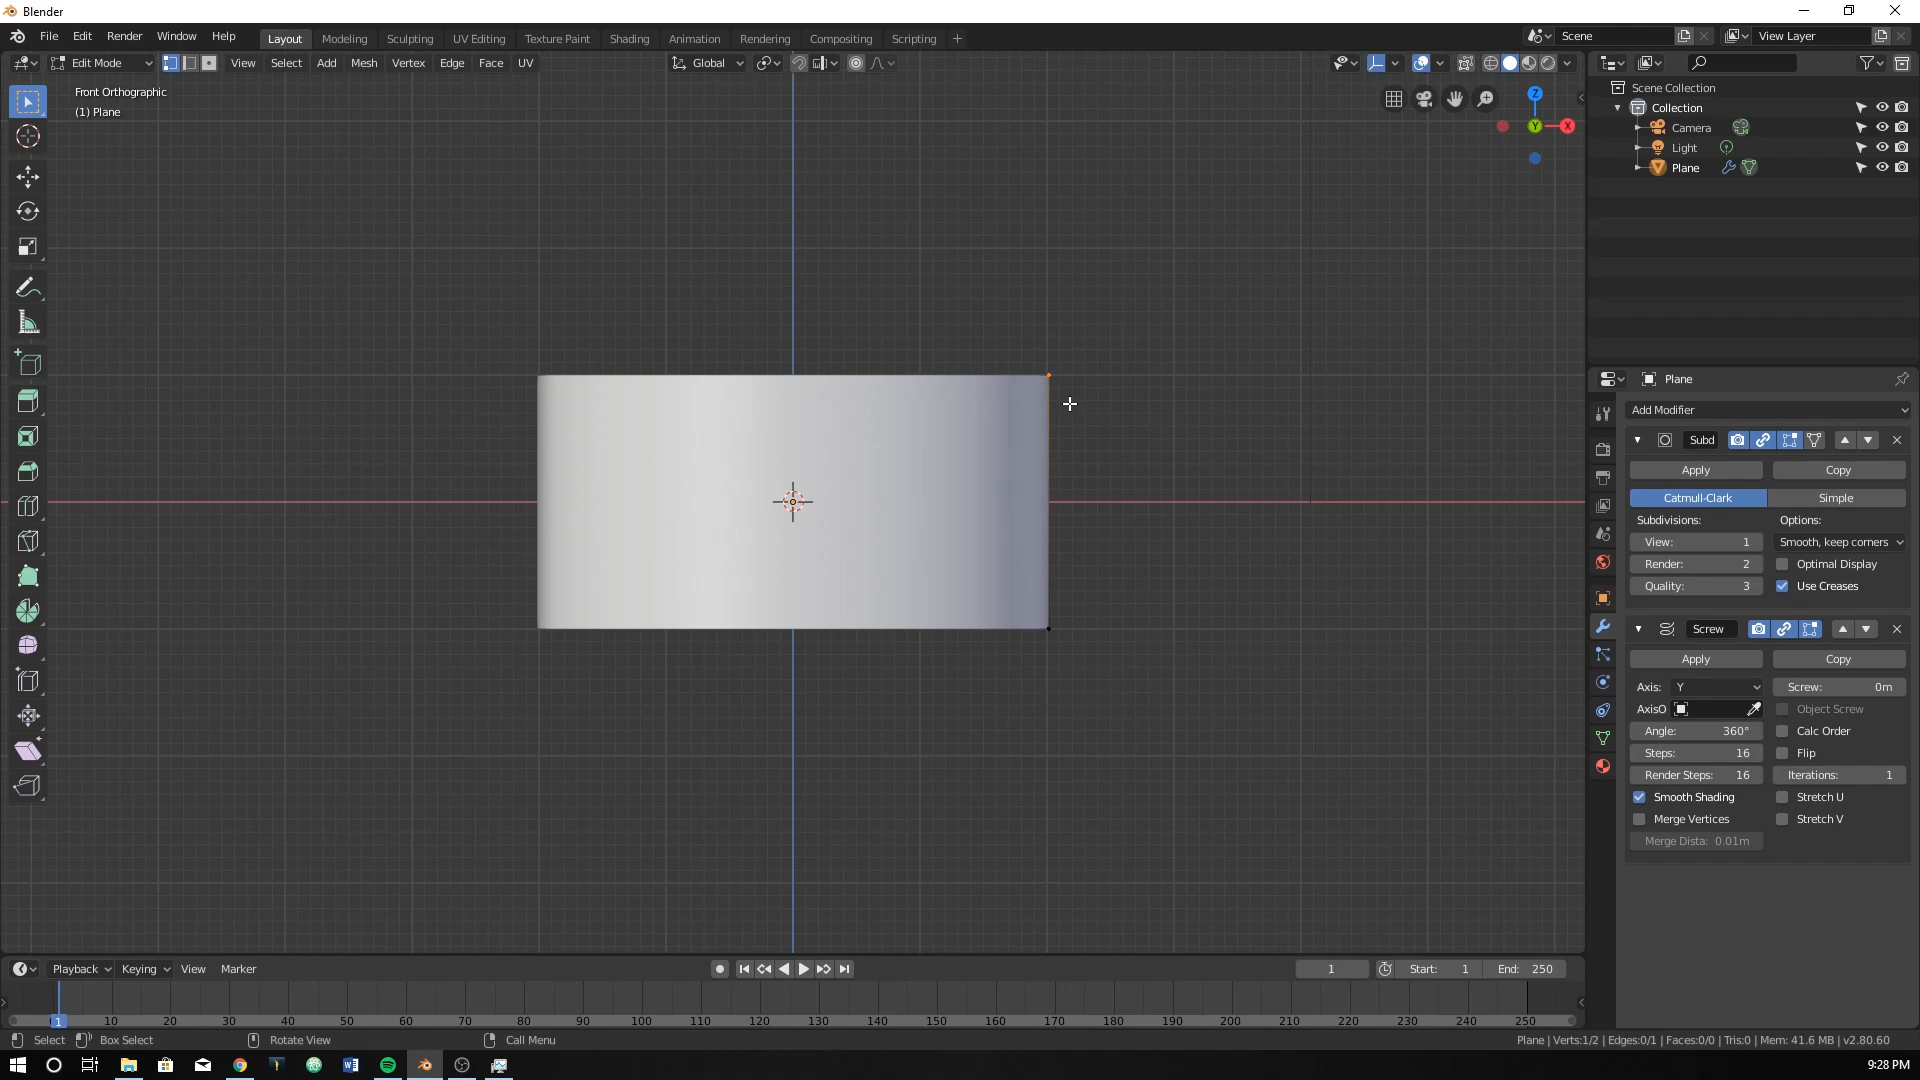 Blender
File Edit Render Window Help Layout Modeling Sculpting UV Editing Texture Paint Shading Animation Rendering Compositing Scripting + Scene View Layer
Edit Mode View Select Add Mesh Vertex Edge Face UV Global
Front Orthographic
(1) Plane
Z
Y
X
Scene Collection
Collection
Camera
Light
Plane
Plane
Add Modifier
Subd
Apply Copy
Catmull-Clark Simple
Subdivisions: Options:
View: 1 Smooth, keep corners
Render: 2 Optimal Display
Quality: 3 Use Creases
Screw
Apply Copy
Axis: Y Screw: 0m
AxisO Object Screw
Angle: 360° Calc Order
Steps: 16 Flip
Render Steps: 16 Iterations: 1
Smooth Shading Stretch U
Merge Vertices Stretch V
Merge Dista: 0.01m
Playback Keying View Marker 1 Start: 1 End: 250
1 10 20 30 40 50 60 70 80 90 100 110 120 130 140 150 160 170 180 190 200 210 220 230 240 250
Select Box Select Rotate View Call Menu Plane | Verts:1/2 | Edges:0/1 | Faces:0/0 | Tris:0 | Mem: 41.6 MB | v2.80.60
9:28 PM